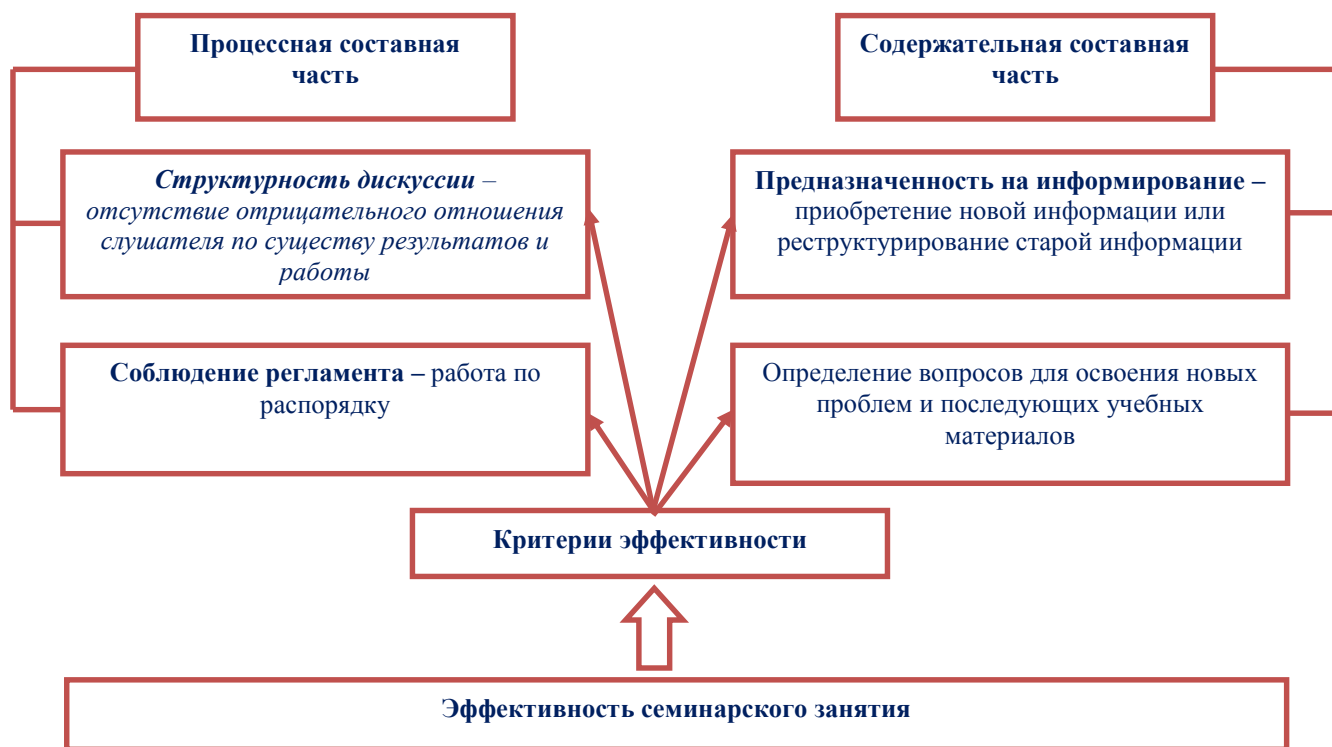 Процессная составная
часть
Содержательная составная
часть
Структурность дискуссии –
отсутствие отрицательного отношения
слушателя по существу результатов и
работы
Предназначенность на информирование –
приобретение новой информации или
реструктурирование старой информации
Соблюдение регламента – работа по
распорядку
Определение вопросов для освоения новых
проблем и последующих учебных
материалов
Критерии эффективности
Эффективность семинарского занятия